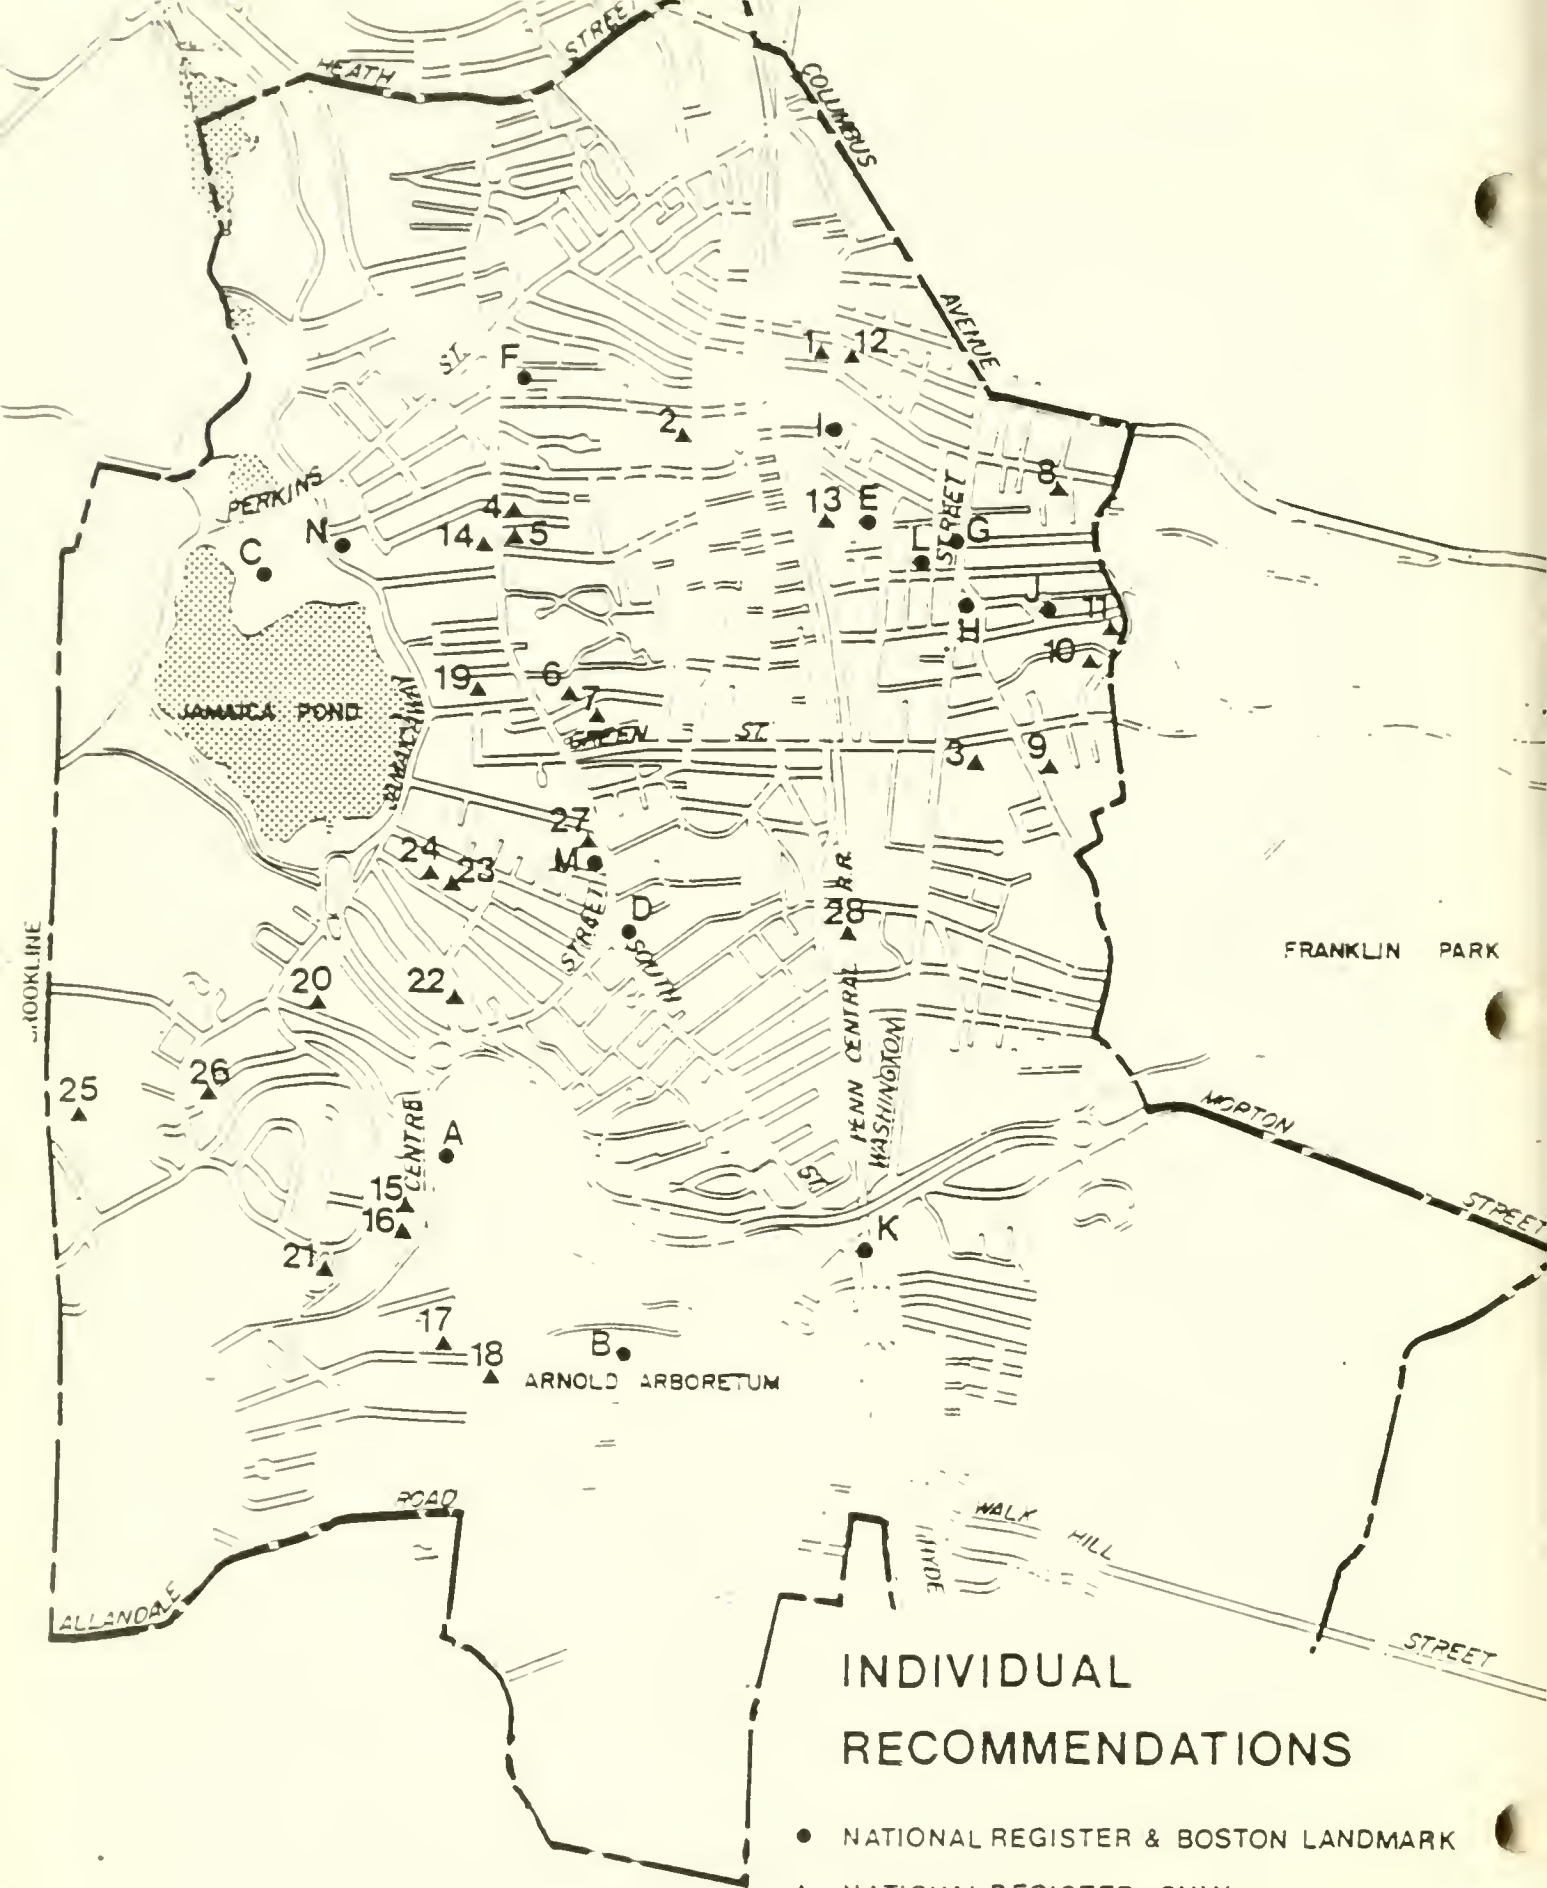 HEATH
STREET
COLUMBUS
AVENUE
1
12
ST.
F
2
I
8
PERKINS
4
13
E
STREET
N
14
5
L
G
C
J
11
H
10
19
6
7
JAMAICA POND
JAMAICAWAY
GREEN ST.
3
9
27
24
23
M
R.R.
28
D
STREET
SOUTH
BROOKLINE
FRANKLIN PARK
20
22
PENN CENTRAL
WASHINGTON
25
26
CENTRE
A
MORTON
STREET
15
ST.
16
K
21
17
B
18
ARNOLD ARBORETUM
ROAD
WALK HILL
HYDE
ALLANDALE
STREET
INDIVIDUAL
RECOMMENDATIONS
● NATIONAL REGISTER & BOSTON LANDMARK
▲ NATIONAL REGISTER ONLY